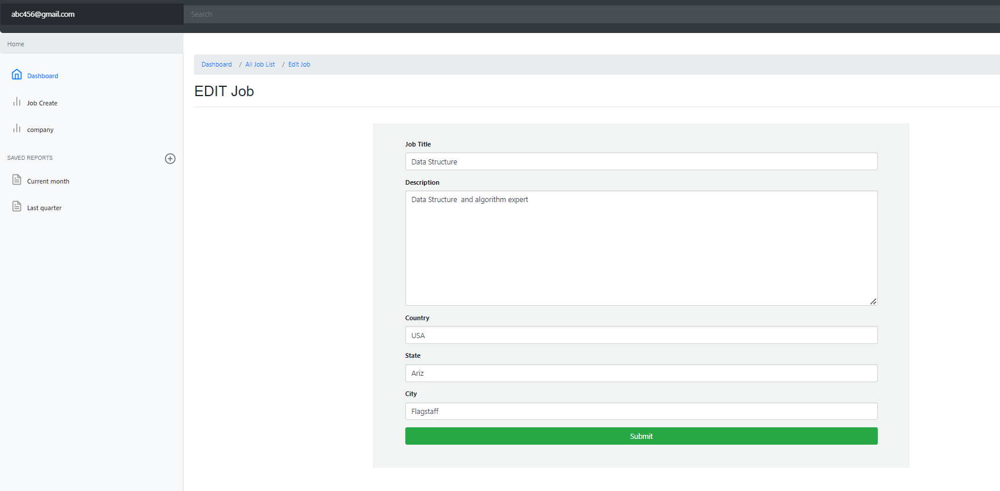 abc456@gmail.com
Search
Home
Dashboard
Job Create
company
SAVED REPORTS
Current month
Last quarter
Dashboard / All Job List / Edit Job
EDIT Job
Job Title
Data Structure
Description
Data Structure  and algorithm expert
Country
USA
State
Ariz
City
Flagstaff
Submit